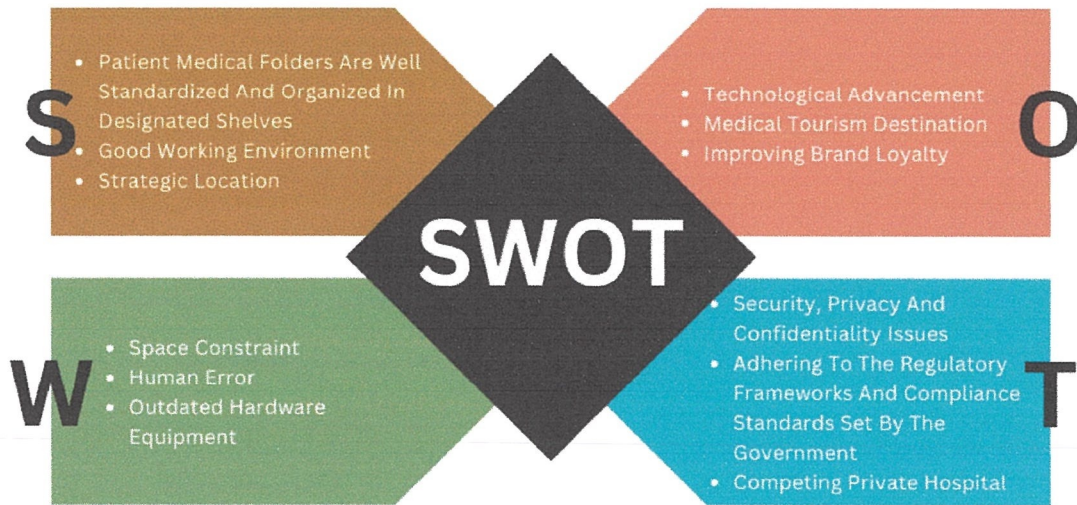 S
• Patient Medical Folders Are Well
Standardized And Organized In
Designated Shelves
• Good Working Environment
• Strategic Location
O
• Technological Advancement
• Medical Tourism Destination
• Improving Brand Loyalty
SWOT
W
• Space Constraint
• Human Error
• Outdated Hardware
Equipment
T
• Security, Privacy And
Confidentiality Issues
• Adhering To The Regulatory
Frameworks And Compliance
Standards Set By The
Government
• Competing Private Hospital